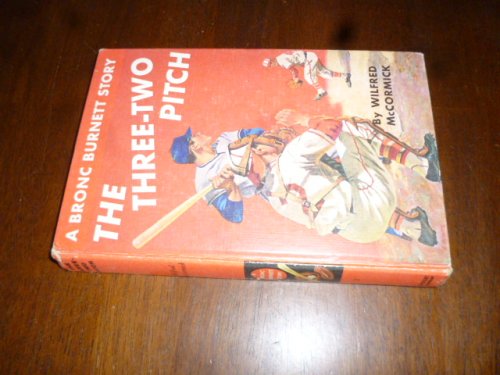 A BRONC BURNETT STORY
THE
THREE-TWO
PITCH
By WILFRED
McCORMICK